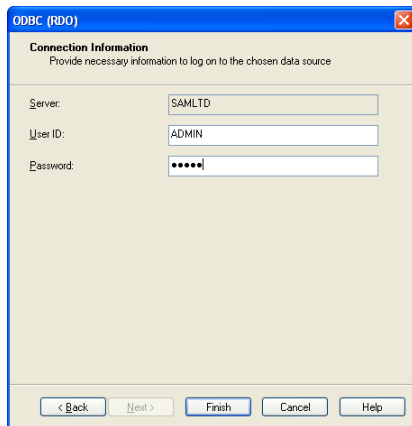 ODBC (RDO)
Connection Information
Provide necessary information to log on to the chosen data source
Server: SAMLTD
User ID: ADMIN
Password: •••••
< Back Next > Finish Cancel Help